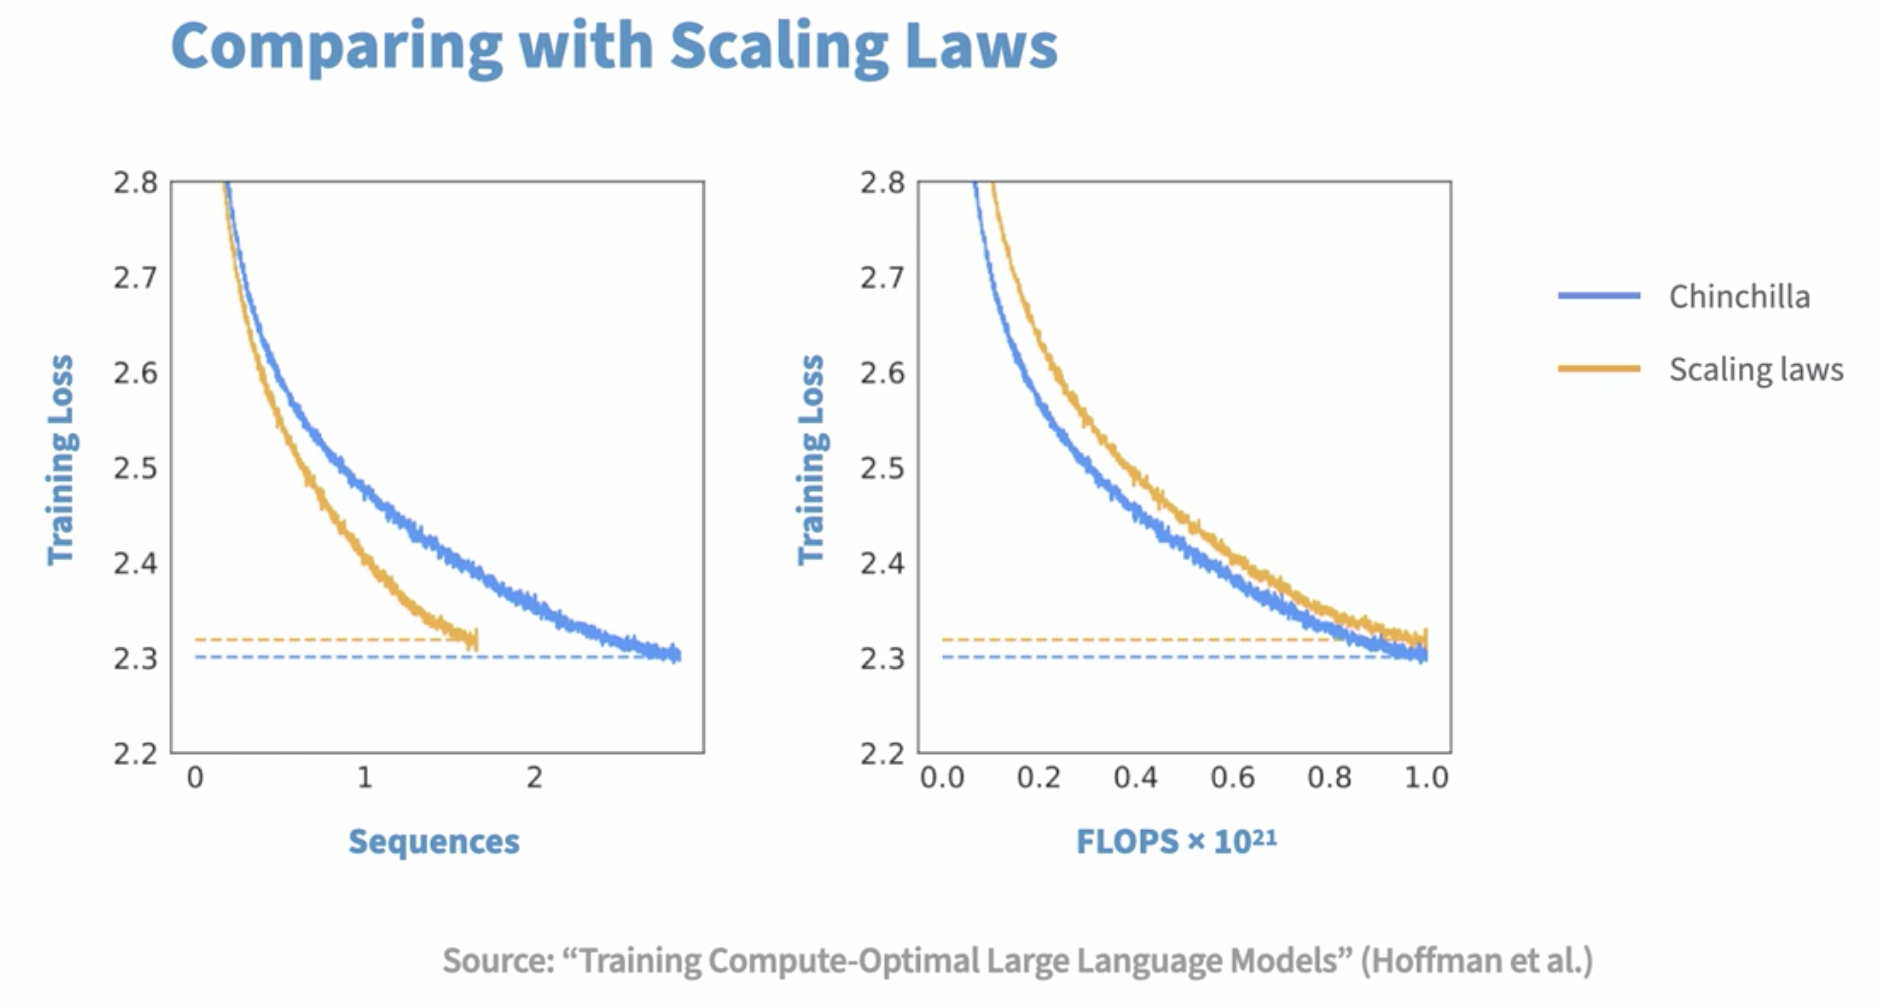 Comparing with Scaling Laws
Training Loss
2.8
2.7
2.6
2.5
2.4
2.3
2.2
0 1 2
Sequences
Training Loss
2.8
2.7
2.6
2.5
2.4
2.3
2.2
0.0 0.2 0.4 0.6 0.8 1.0
FLOPS × 10²¹
Chinchilla
Scaling laws
Source: “Training Compute-Optimal Large Language Models” (Hoffman et al.)